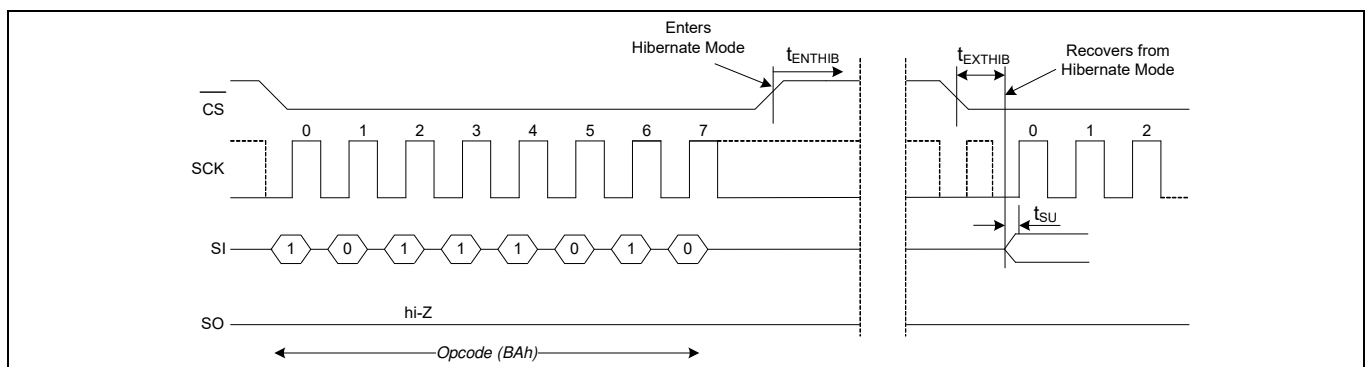 Enters
Hibernate Mode
tENTHIB
tEXTHIB
Recovers from
Hibernate Mode
CS
0 1 2 3 4 5 6 7 0 1 2
SCK
tSU
SI 1 0 1 1 1 0 1 0
hi-Z
SO
Opcode (BAh)